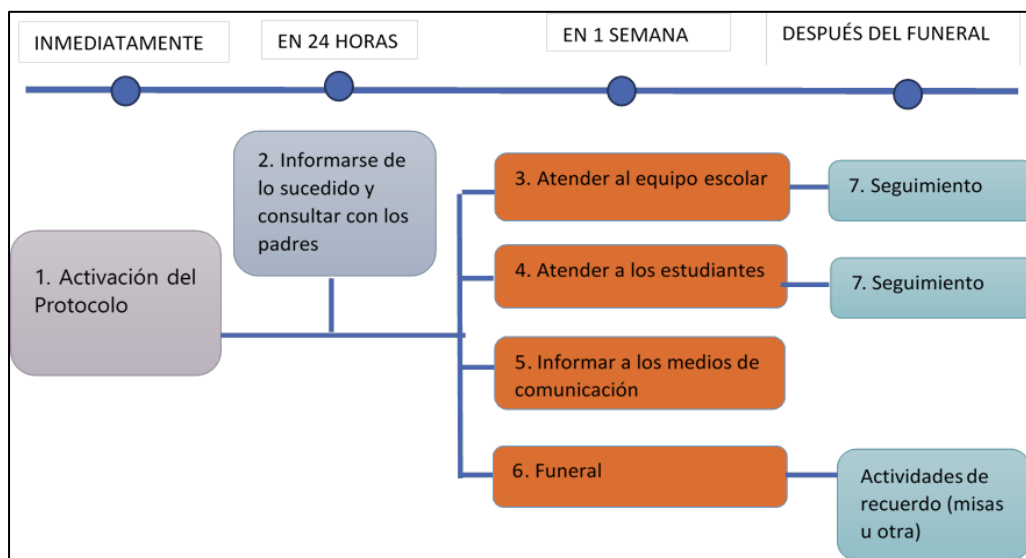 INMEDIATAMENTE
EN 24 HORAS
EN 1 SEMANA
DESPUÉS DEL FUNERAL
1. Activación del
Protocolo
2. Informarse de
lo sucedido y
consultar con los
padres
3. Atender al equipo escolar
7. Seguimiento
4. Atender a los estudiantes
7. Seguimiento
5. Informar a los medios de
comunicación
6. Funeral
Actividades de
recuerdo (misas
u otra)